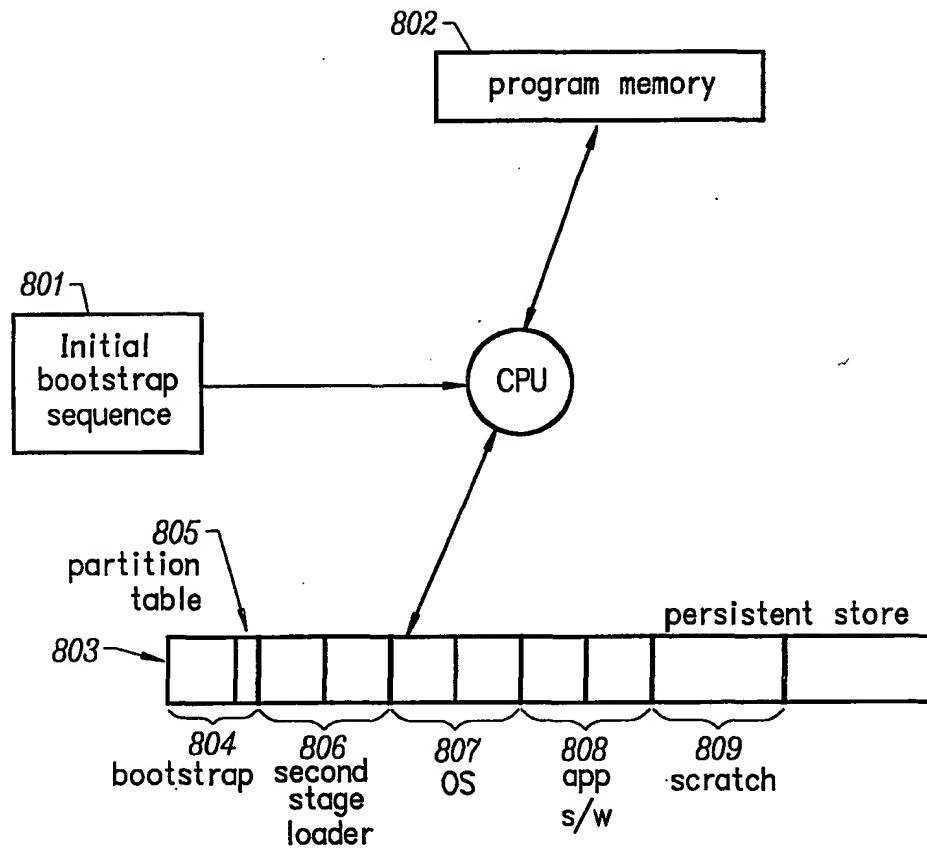 802
program memory
801
Initial
bootstrap
sequence
CPU
805
partition
table
persistent store
803
804
bootstrap
806
second
stage
loader
807
OS
808
app
s/w
809
scratch